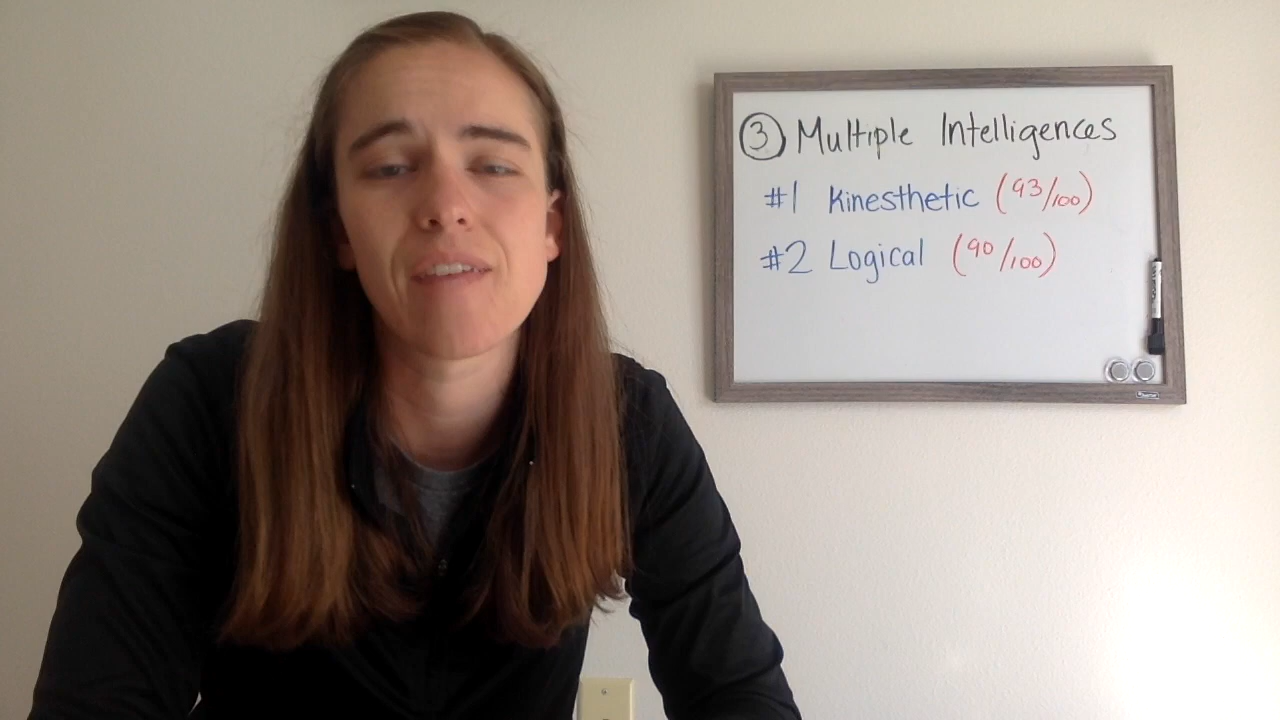 ③ Multiple Intelligences
#1 Kinesthetic (93/100)
#2 Logical (90/100)